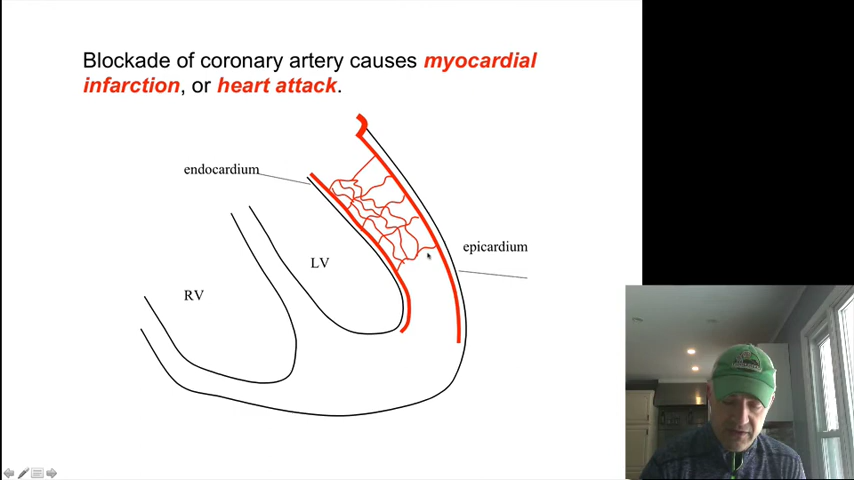 Blockade of coronary artery causes myocardial
infarction, or heart attack.
endocardium
epicardium
LV
RV